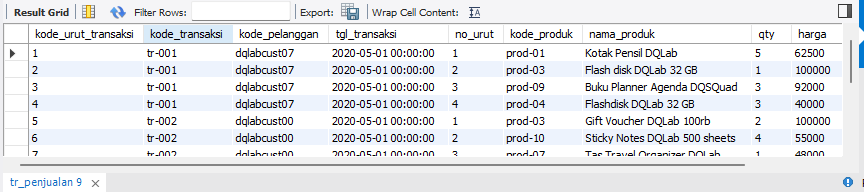 Result Grid Filter Rows: Export: Wrap Cell Content:
kode_urut_transaksi kode_transaksi kode_pelanggan tgl_transaksi no_urut kode_produk nama_produk qty harga
1 tr-001 dqlabcust07 2020-05-01 00:00:00 1 prod-01 Kotak Pensil DQLab 5 62500
2 tr-001 dqlabcust07 2020-05-01 00:00:00 2 prod-03 Flash disk DQLab 32 GB 1 100000
3 tr-001 dqlabcust07 2020-05-01 00:00:00 3 prod-09 Buku Planner Agenda DQSQuad 3 92000
4 tr-001 dqlabcust07 2020-05-01 00:00:00 4 prod-04 Flashdisk DQLab 32 GB 3 40000
5 tr-002 dqlabcust00 2020-05-01 00:00:00 1 prod-03 Gift Voucher DQLab 100rb 2 100000
6 tr-002 dqlabcust00 2020-05-01 00:00:00 2 prod-10 Sticky Notes DQLab 500 sheets 4 55000
7 tr-002 dqlabcust00 2020-05-01 00:00:00 3 prod-07 Tas Travel Organizer DQLab 1 48000
tr_penjualan 9